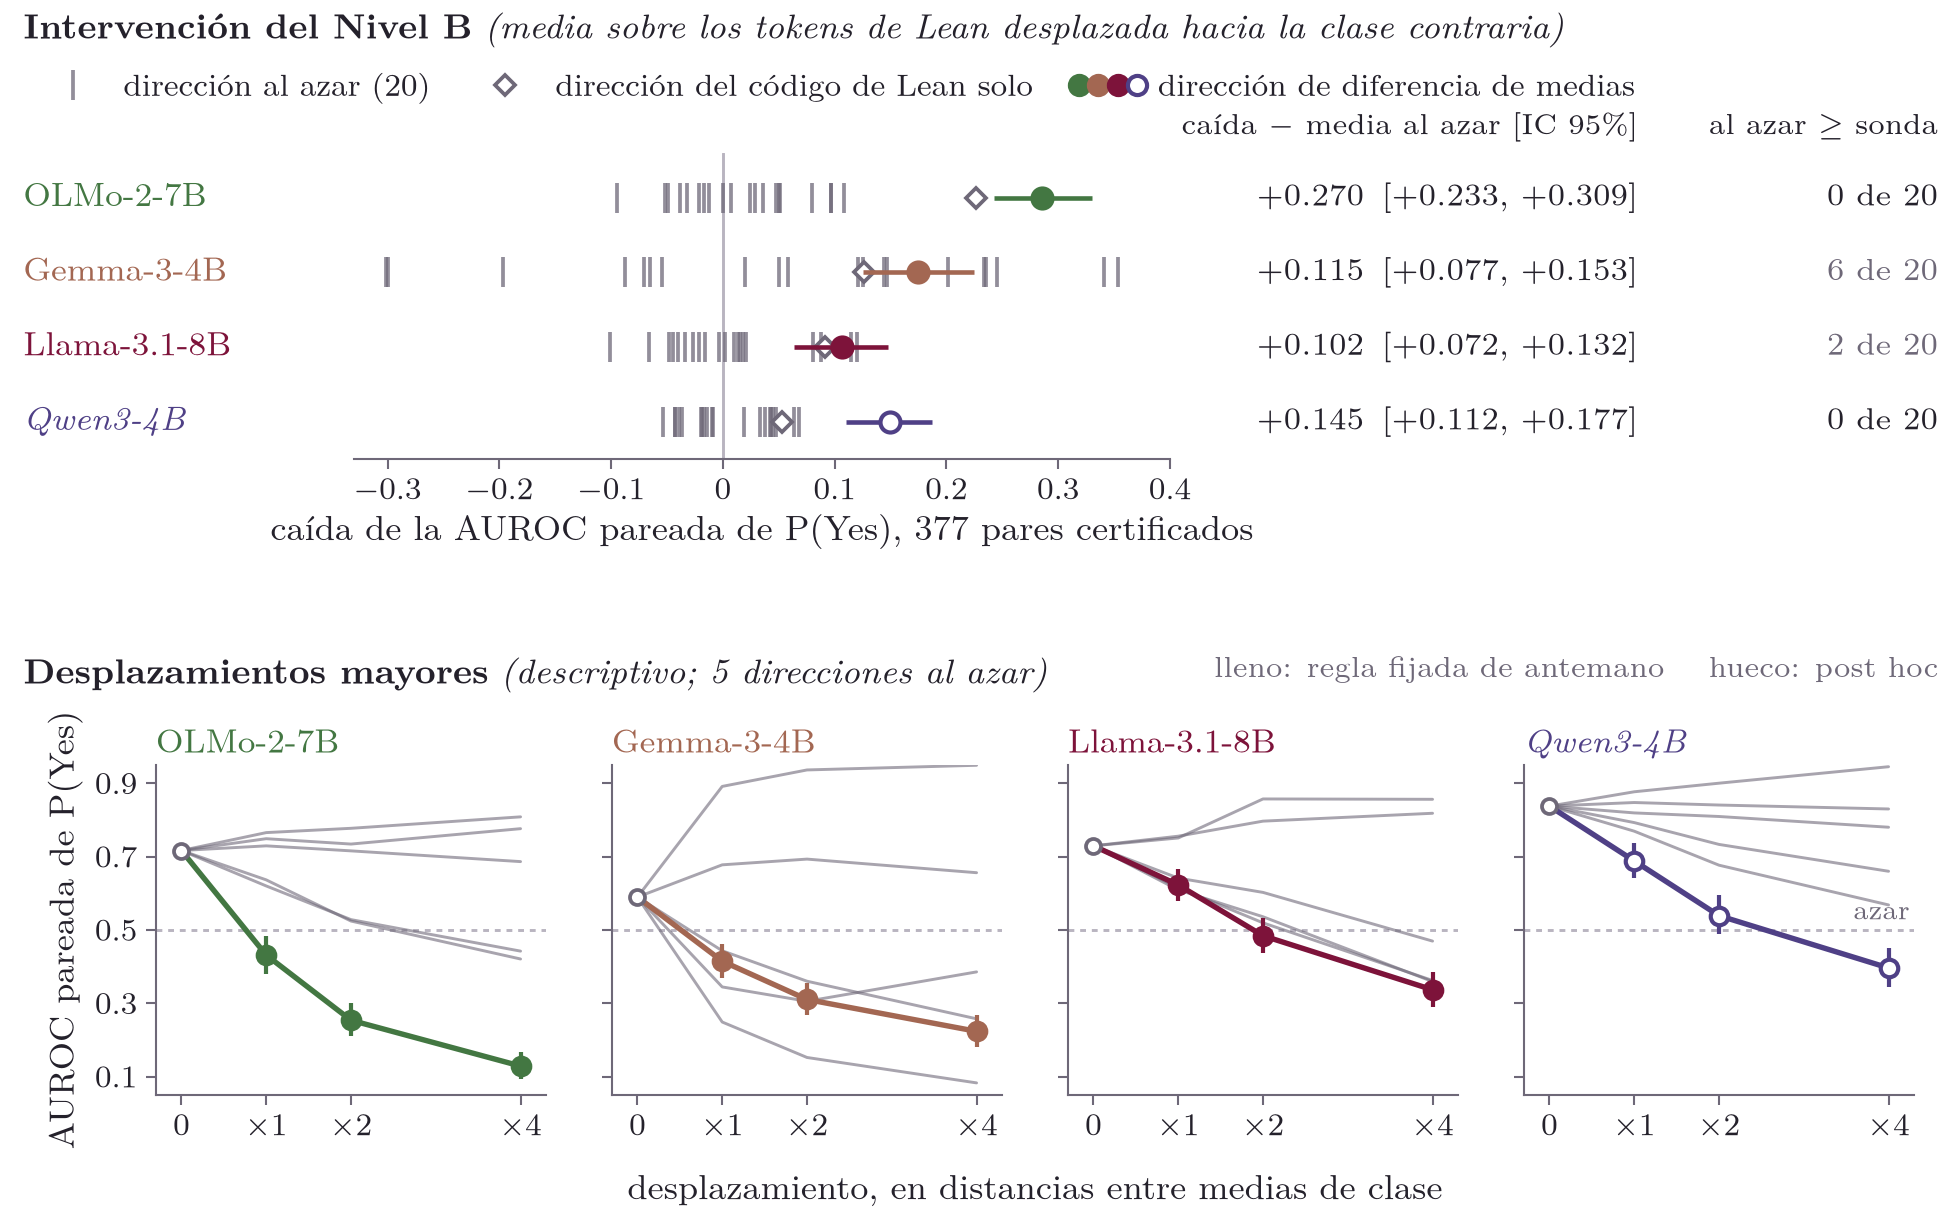 Intervención del Nivel B (media sobre los tokens de Lean desplazada hacia la clase contraria)
dirección al azar (20) dirección del código de Lean solo dirección de diferencia de medias
caída − media al azar [IC 95%] al azar ≥ sonda
OLMo-2-7B +0.270 [+0.233, +0.309] 0 de 20
Gemma-3-4B +0.115 [+0.077, +0.153] 6 de 20
Llama-3.1-8B +0.102 [+0.072, +0.132] 2 de 20
Qwen3-4B +0.145 [+0.112, +0.177] 0 de 20
−0.3 −0.2 −0.1 0 0.1 0.2 0.3 0.4
caída de la AUROC pareada de P(Yes), 377 pares certificados
Desplazamientos mayores (descriptivo; 5 direcciones al azar) lleno: regla fijada de antemano hueco: post hoc
AUROC pareada de P(Yes)
OLMo-2-7B Gemma-3-4B Llama-3.1-8B Qwen3-4B
0.9
0.7
0.5
0.3
0.1
azar
0 ×1 ×2 ×4 0 ×1 ×2 ×4 0 ×1 ×2 ×4 0 ×1 ×2 ×4
desplazamiento, en distancias entre medias de clase